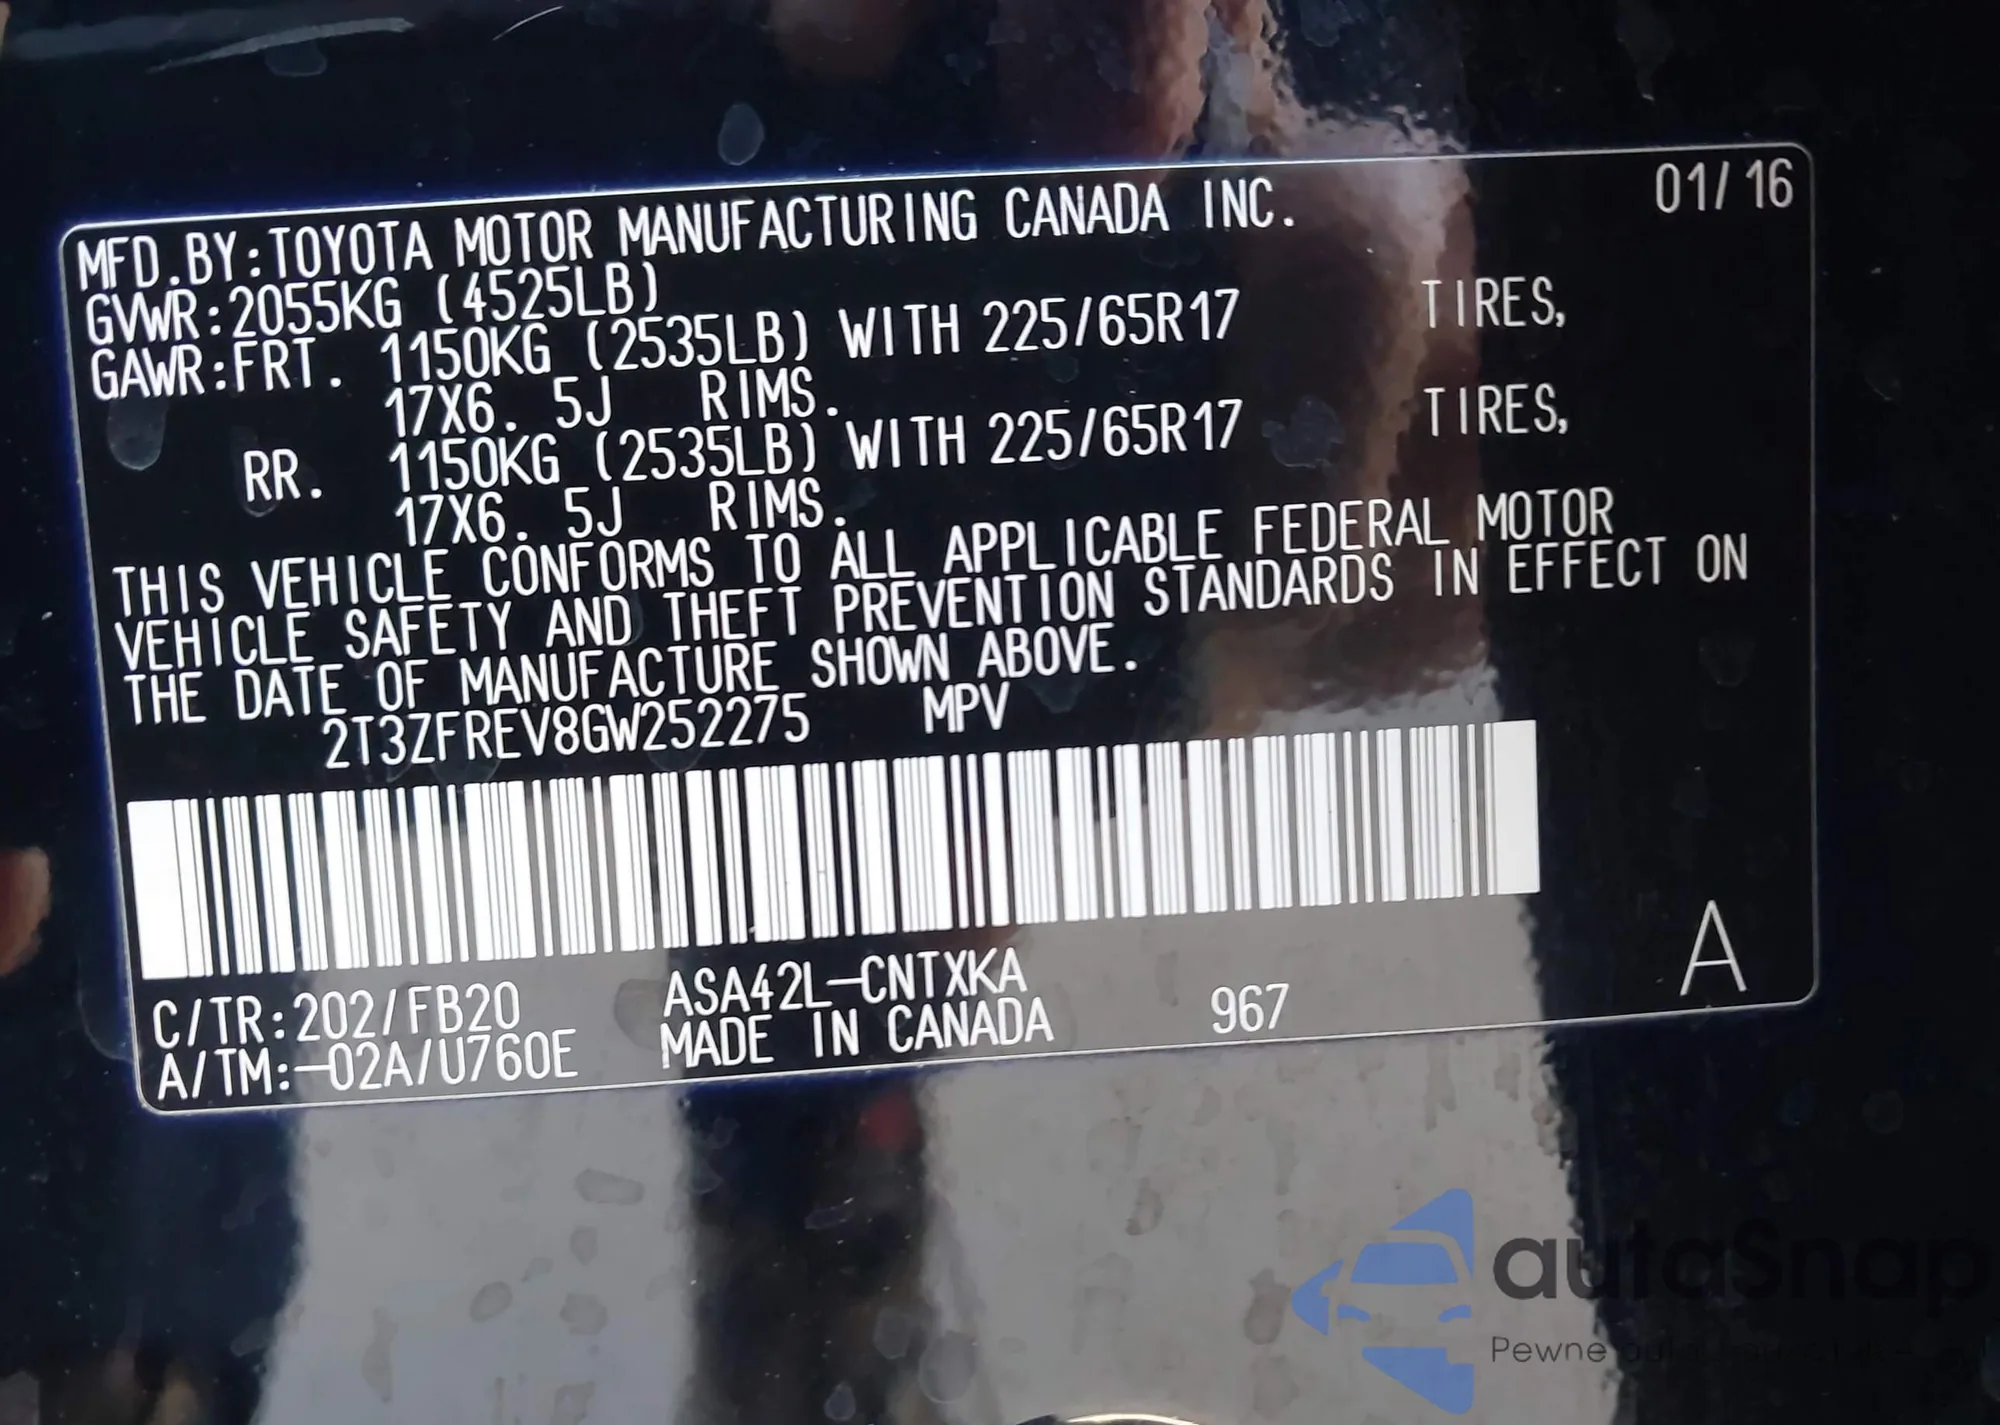 01/16
MFD.BY:TOYOTA MOTOR MANUFACTURING CANADA INC.
GVWR:2055KG (4525LB)
GAWR:FRT. 1150KG (2535LB) WITH 225/65R17 TIRES,
17X6. 5J RIMS.
RR. 1150KG (2535LB) WITH 225/65R17 TIRES,
17X6. 5J RIMS.
THIS VEHICLE CONFORMS TO ALL APPLICABLE FEDERAL MOTOR
VEHICLE SAFETY AND THEFT PREVENTION STANDARDS IN EFFECT ON
THE DATE OF MANUFACTURE SHOWN ABOVE.
2T3ZFREV8GW252275 MPV
C/TR:202/FB20 ASA42L-CNTXKA
A/TM:-02A/U760E MADE IN CANADA 967 A
autaSnap
Pewne auta